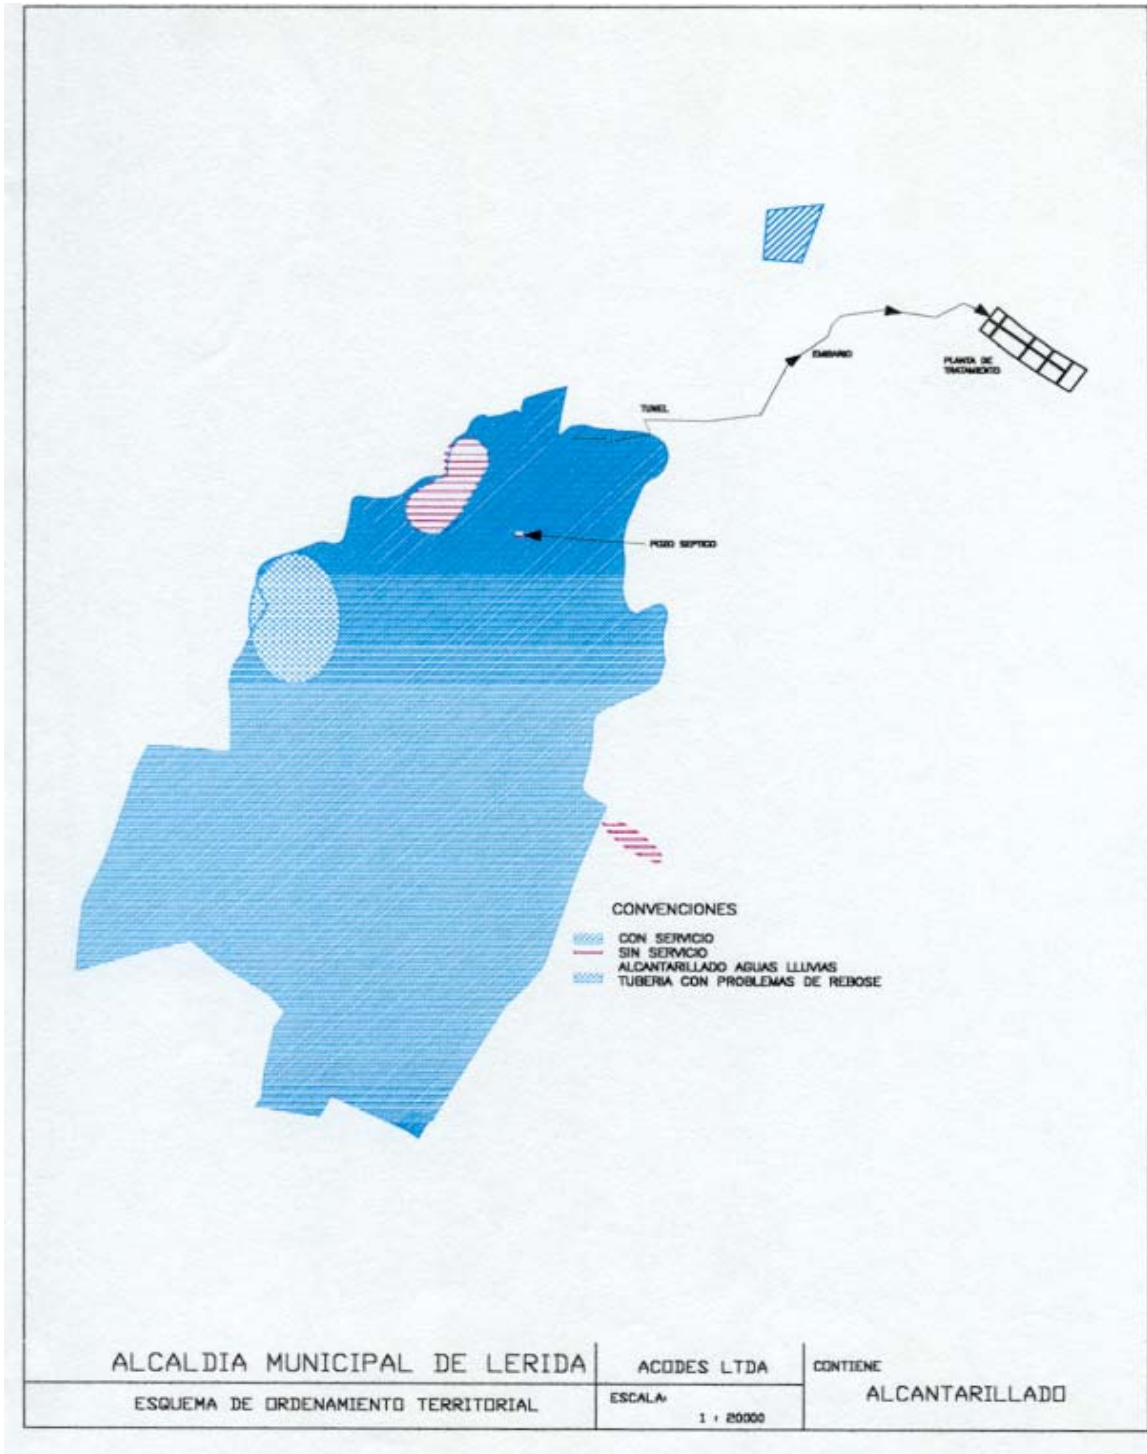 TUNEL
EMISARIO
PLANTA DE
TRATAMIENTO
POZO SEPTICO
CONVENCIONES
CON SERVICIO
SIN SERVICIO
ALCANTARILLADO AGUAS LLUVIAS
TUBERIA CON PROBLEMAS DE REBOSE
ALCALDIA MUNICIPAL DE LERIDA
ESQUEMA DE ORDENAMIENTO TERRITORIAL
ACODES LTDA
ESCALA:
1 : 20000
CONTIENE
ALCANTARILLADO